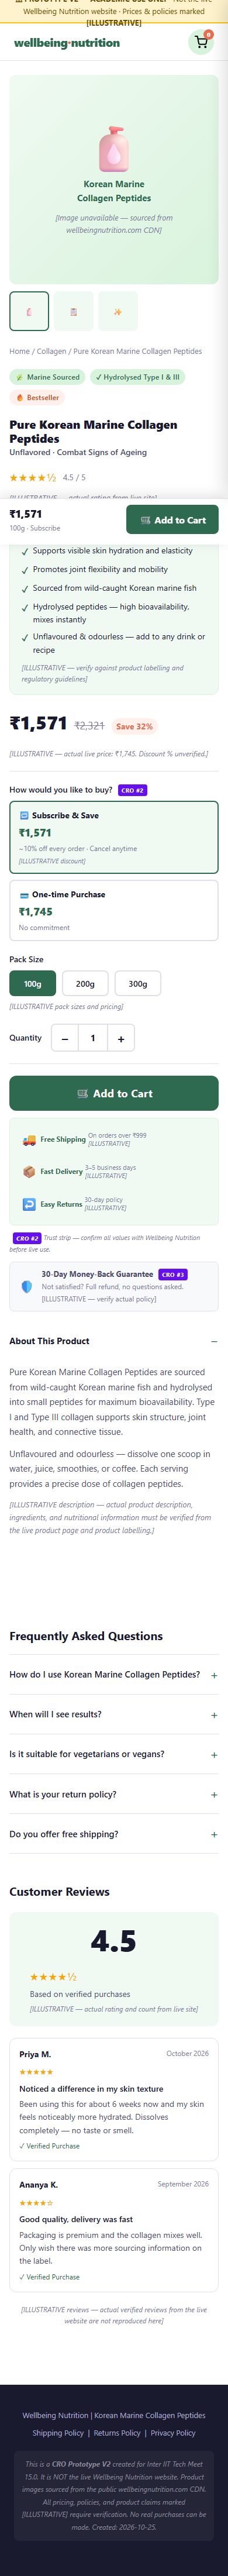 PROTOTYPE V2 — ACADEMIC USE ONLY · Not the live
Wellbeing Nutrition website · Prices & policies marked
[ILLUSTRATIVE]
wellbeing·nutrition
0
Korean Marine
Collagen Peptides
[Image unavailable — sourced from
wellbeingnutrition.com CDN]
Home / Collagen / Pure Korean Marine Collagen Peptides
Marine Sourced
✓ Hydrolysed Type I & III
Bestseller
Pure Korean Marine Collagen
Peptides
Unflavored · Combat Signs of Ageing
★★★★½ 4.5 / 5
[ILLUSTRATIVE — actual rating from live site]
₹1,571
100g · Subscribe
Add to Cart
✓ Supports visible skin hydration and elasticity
✓ Promotes joint flexibility and mobility
✓ Sourced from wild-caught Korean marine fish
✓ Hydrolysed peptides — high bioavailability,
mixes instantly
✓ Unflavoured & odourless — add to any drink or
recipe
[ILLUSTRATIVE — verify against product labelling and
regulatory guidelines]
₹1,571 ₹2,321 Save 32%
[ILLUSTRATIVE — actual live price: ₹1,745. Discount % unverified.]
How would you like to buy? CRO #2
Subscribe & Save
₹1,571
~10% off every order · Cancel anytime
[ILLUSTRATIVE discount]
One-time Purchase
₹1,745
No commitment
Pack Size
100g 200g 300g
[ILLUSTRATIVE pack sizes and pricing]
Quantity − 1 +
Add to Cart
Free Shipping On orders over ₹999
[ILLUSTRATIVE]
Fast Delivery 3–5 business days
[ILLUSTRATIVE]
Easy Returns 30-day policy
[ILLUSTRATIVE]
CRO #2 Trust strip — confirm all values with Wellbeing Nutrition
before live use.
30-Day Money-Back Guarantee CRO #3
Not satisfied? Full refund, no questions asked.
[ILLUSTRATIVE — verify actual policy]
About This Product −
Pure Korean Marine Collagen Peptides are sourced
from wild-caught Korean marine fish and hydrolysed
into small peptides for maximum bioavailability. Type
I and Type III collagen supports skin structure, joint
health, and connective tissue.
Unflavoured and odourless — dissolve one scoop in
water, juice, smoothies, or coffee. Each serving
provides a precise dose of collagen peptides.
[ILLUSTRATIVE description — actual product description,
ingredients, and nutritional information must be verified from
the live product page and product labelling.]
Frequently Asked Questions
How do I use Korean Marine Collagen Peptides? +
When will I see results? +
Is it suitable for vegetarians or vegans? +
What is your return policy? +
Do you offer free shipping? +
Customer Reviews
4.5
★★★★½
Based on verified purchases
[ILLUSTRATIVE — actual rating and count from live site]
Priya M. October 2026
★★★★★
Noticed a difference in my skin texture
Been using this for about 6 weeks now and my skin
feels noticeably more hydrated. Dissolves
completely — no taste or smell.
✓ Verified Purchase
Ananya K. September 2026
★★★★☆
Good quality, delivery was fast
Packaging is premium and the collagen mixes well.
Only wish there was more sourcing information on
the label.
✓ Verified Purchase
[ILLUSTRATIVE reviews — actual verified reviews from the live
website are not reproduced here]
Wellbeing Nutrition | Korean Marine Collagen Peptides
Shipping Policy | Returns Policy | Privacy Policy
This is a CRO Prototype V2 created for Inter IIT Tech Meet
15.0. It is NOT the live Wellbeing Nutrition website. Product
images sourced from the public wellbeingnutrition.com CDN.
All pricing, policies, and product claims marked
[ILLUSTRATIVE] require verification. No real purchases can be
made. Created: 2026-10-25.